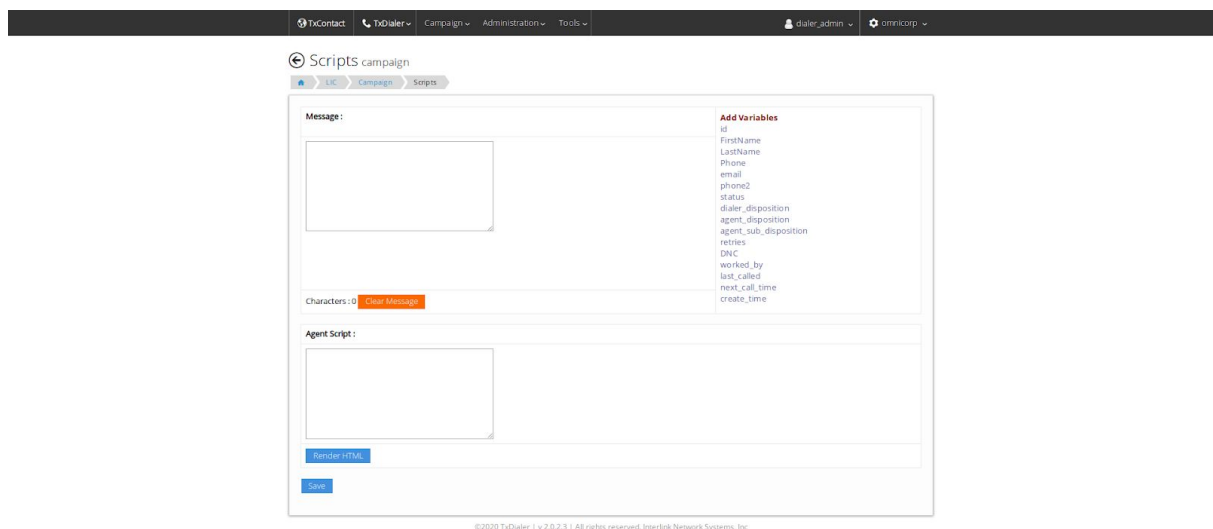 TxContact TxDialer Campaign Administration Tools dialer_admin omnicorp
Scripts campaign
LIC Campaign Scripts
Message :
Add Variables
id
FirstName
LastName
Phone
email
phone2
status
dialer_disposition
agent_disposition
agent_sub_disposition
retries
DNC
worked_by
last_called
next_call_time
create_time
Characters : 0 Clear Message
Agent Script :
Render HTML
Save
©2020 TxDialer | v 2.0.2.3 | All rights reserved. Interlink Network Systems, Inc